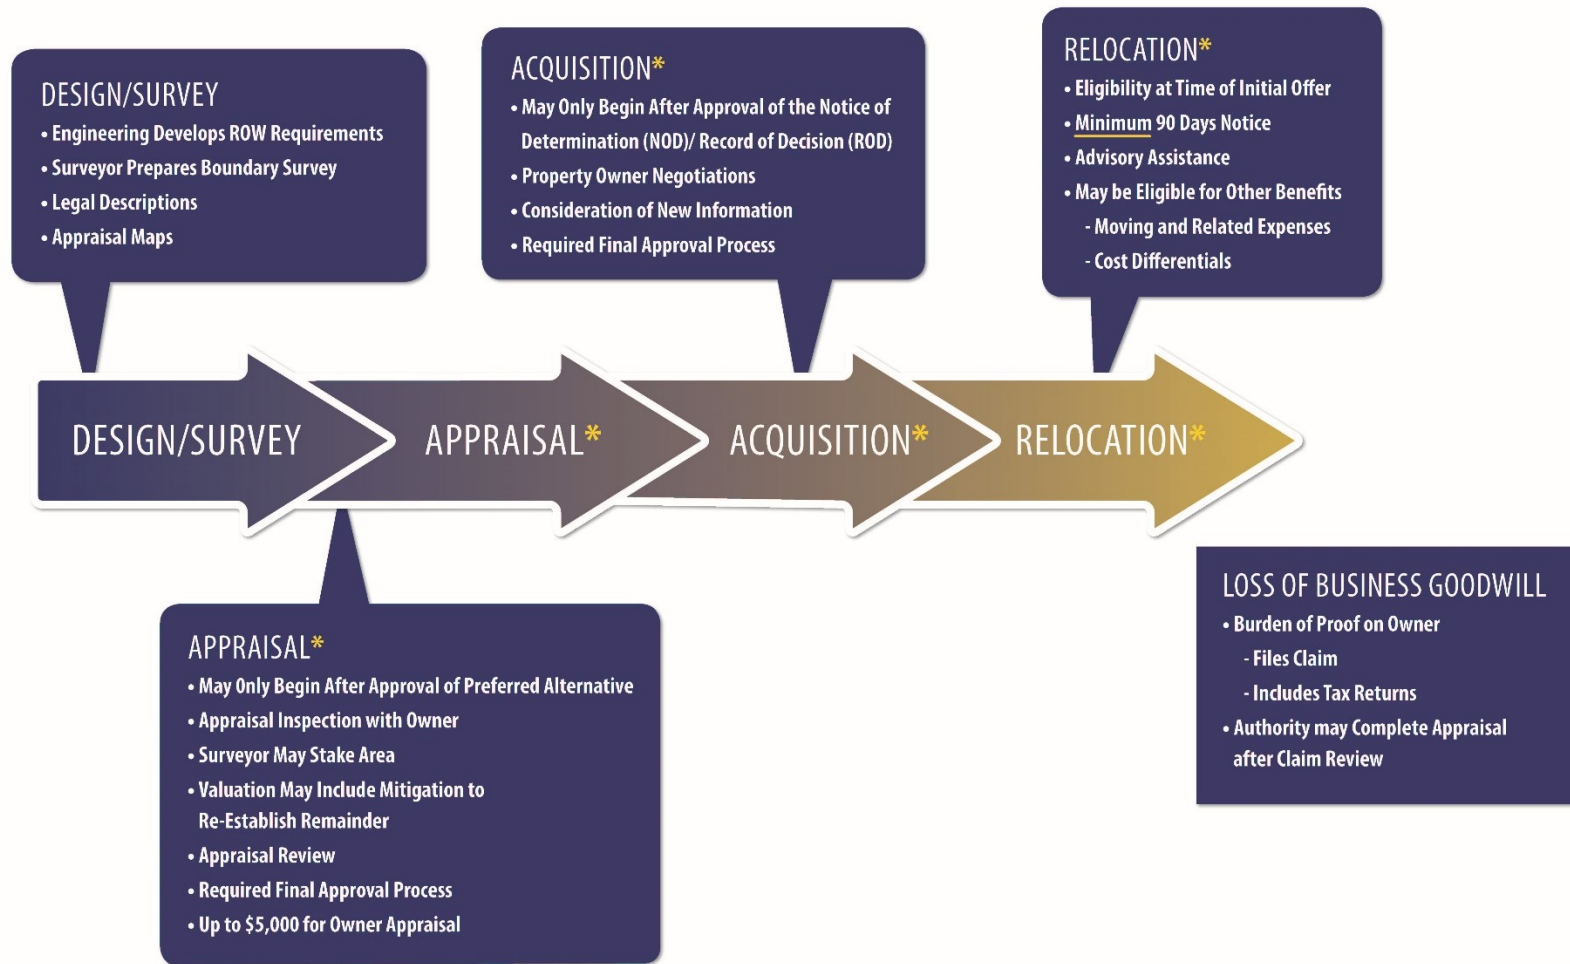 DESIGN/SURVEY
• Engineering Develops ROW Requirements
• Surveyor Prepares Boundary Survey
• Legal Descriptions
• Appraisal Maps
ACQUISITION*
• May Only Begin After Approval of the Notice of
Determination (NOD)/ Record of Decision (ROD)
• Property Owner Negotiations
• Consideration of New Information
• Required Final Approval Process
RELOCATION*
• Eligibility at Time of Initial Offer
• Minimum 90 Days Notice
• Advisory Assistance
• May be Eligible for Other Benefits
- Moving and Related Expenses
- Cost Differentials
DESIGN/SURVEY
APPRAISAL*
ACQUISITION*
RELOCATION*
APPRAISAL*
• May Only Begin After Approval of Preferred Alternative
• Appraisal Inspection with Owner
• Surveyor May Stake Area
• Valuation May Include Mitigation to
Re-Establish Remainder
• Appraisal Review
• Required Final Approval Process
• Up to $5,000 for Owner Appraisal
LOSS OF BUSINESS GOODWILL
• Burden of Proof on Owner
- Files Claim
- Includes Tax Returns
• Authority may Complete Appraisal
after Claim Review